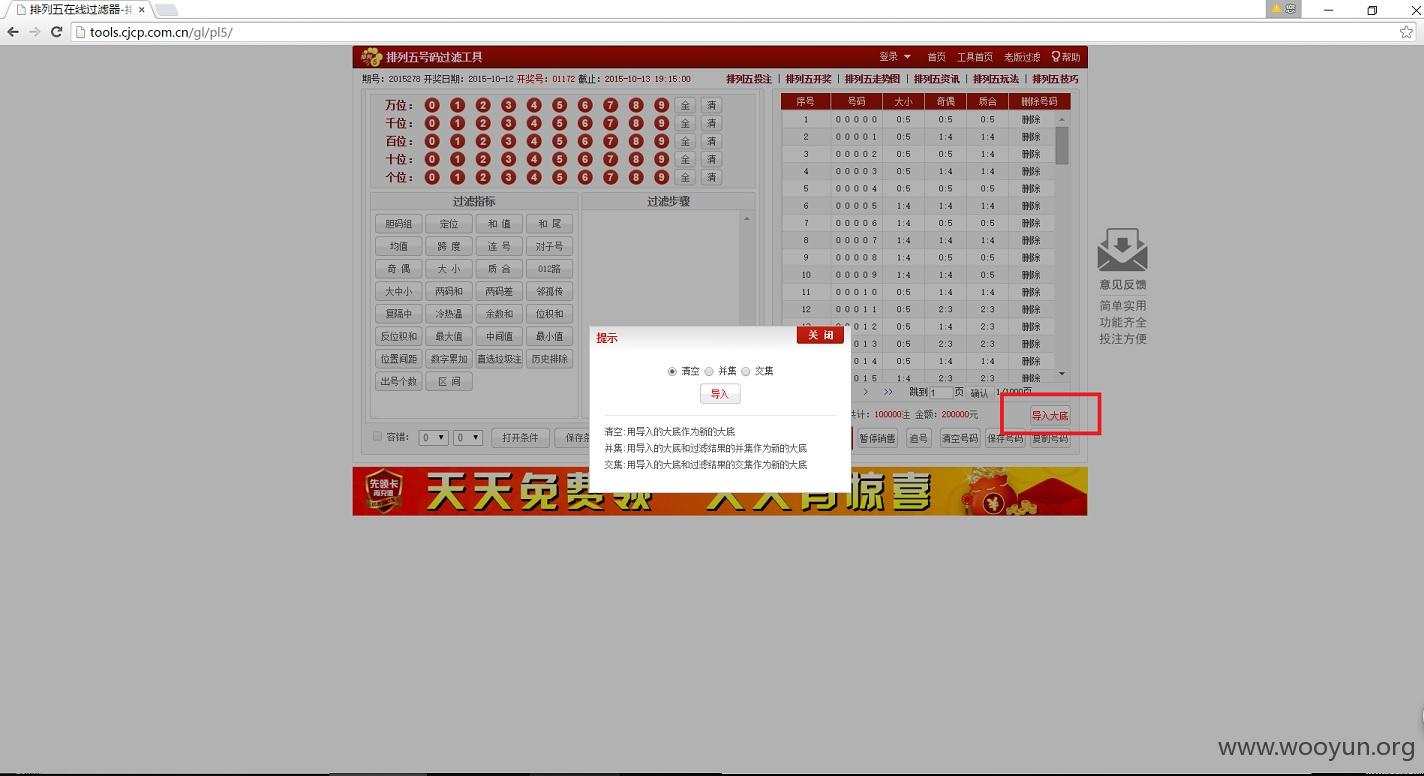 排列五在线过滤器-排
tools.cjcp.com.cn/gl/pl5/
排列五号码过滤工具
登录 首页 工具首页 老版过滤 帮助
期号：2015278 开奖日期：2015-10-12 开奖号：01172 截止：2015-10-13 19:15:00
排列五投注 | 排列五开奖 | 排列五走势图 | 排列五资讯 | 排列五玩法 | 排列五技巧
万位： 0 1 2 3 4 5 6 7 8 9 全 清
千位： 0 1 2 3 4 5 6 7 8 9 全 清
百位： 0 1 2 3 4 5 6 7 8 9 全 清
十位： 0 1 2 3 4 5 6 7 8 9 全 清
个位： 0 1 2 3 4 5 6 7 8 9 全 清
过滤指标
胆码组 定位 和 值 和 尾
均值 跨 度 连 号 对子号
奇 偶 大 小 质 合 012路
大中小 两码和 两码差 邻孤传
复隔中 冷热温 余数和 位积和
反位积和 最大值 中间值 最小值
位置间距 数字累加 直选垃圾注 历史排除
出号个数 区 间
过滤步骤
容错： 0 0 打开条件 保存条
序号 号码 大小 奇偶 质合 删除号码
1 0 0 0 0 0 0:5 0:5 0:5 删除
2 0 0 0 0 1 0:5 1:4 1:4 删除
3 0 0 0 0 2 0:5 0:5 1:4 删除
4 0 0 0 0 3 0:5 1:4 1:4 删除
5 0 0 0 0 4 0:5 0:5 0:5 删除
6 0 0 0 0 5 1:4 1:4 1:4 删除
7 0 0 0 0 6 1:4 0:5 0:5 删除
8 0 0 0 0 7 1:4 1:4 1:4 删除
9 0 0 0 0 8 1:4 0:5 0:5 删除
10 0 0 0 0 9 1:4 1:4 0:5 删除
11 0 0 0 1 0 0:5 1:4 1:4 删除
12 0 0 0 1 1 0:5 2:3 2:3 删除
0 1 2 0:5 1:4 2:3 删除
0 1 3 0:5 2:3 2:3 删除
0 1 4 0:5 1:4 1:4 删除
0 1 5 1:4 2:3 2:3 删除
> >> 跳到 1 页 确认 1/1000页
共计：100000注 金额：200000元 导入大底
暂停销售 追号 清空号码 保存号码 复制号码
提示 关 闭
清空 并集 交集
导入
清空:用导入的大底作为新的大底
并集:用导入的大底和过滤结果的并集作为新的大底
交集:用导入的大底和过滤结果的交集作为新的大底
意见反馈
简单实用
功能齐全
投注方便
先领卡
再充值
天天免费领 天天有惊喜
www.wooyun.org